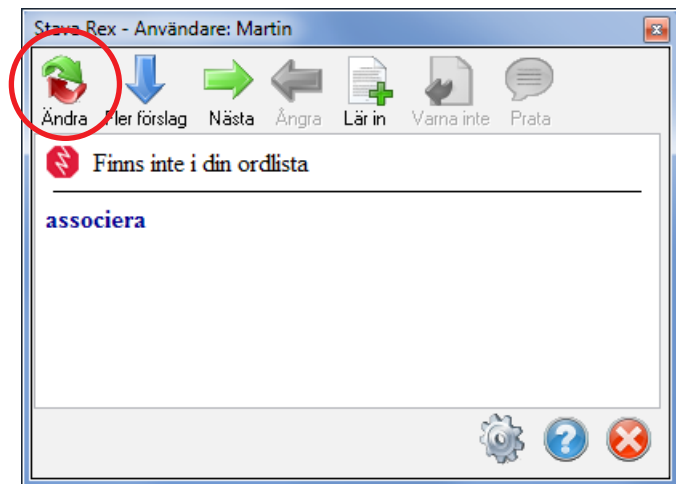 Stava Rex - Användare: Martin
Ändra Fler förslag Nästa Ångra Lär in Varna inte Prata
Finns inte i din ordlista
associera